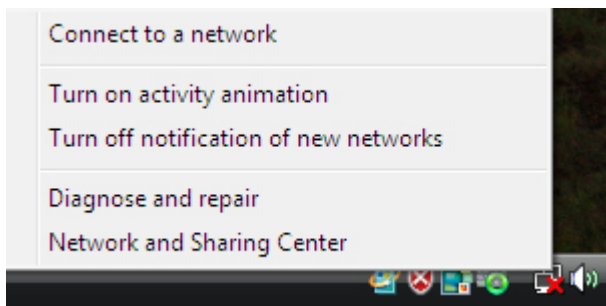 Connect to a network
Turn on activity animation
Turn off notification of new networks
Diagnose and repair
Network and Sharing Center